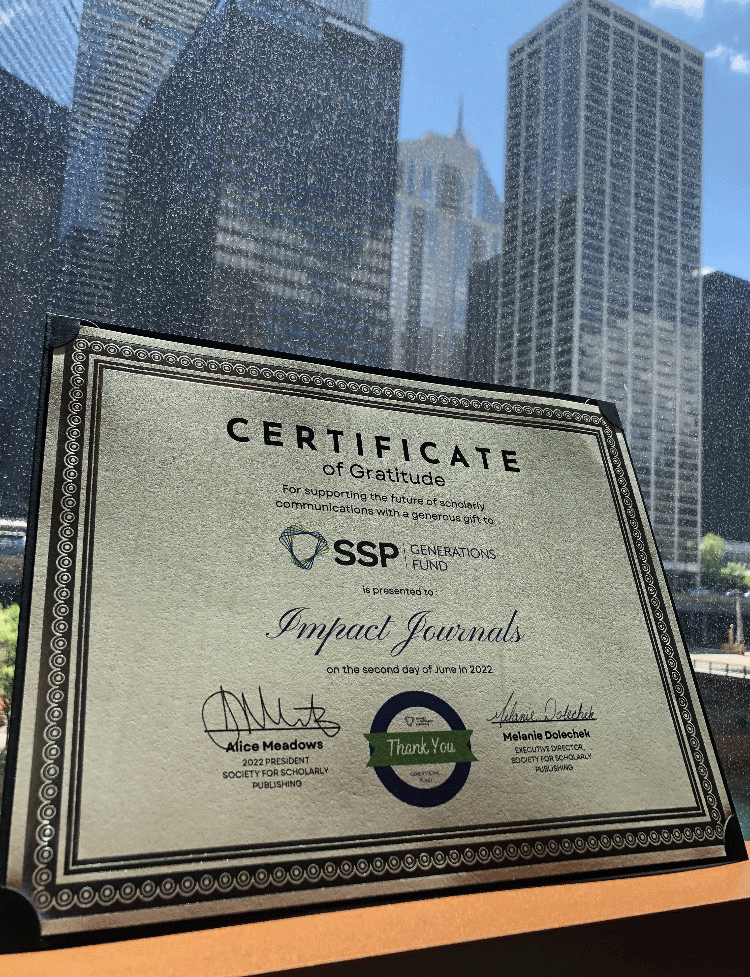 CERTIFICATE
of Gratitude
For supporting the future of scholarly
communications with a generous gift to
SSP GENERATIONS
FUND
is presented to
Impact Journals
on the second day of June in 2022
Alice Meadows
2022 PRESIDENT
SOCIETY FOR SCHOLARLY
PUBLISHING
Thank You
GENERATIONS
FUND
Melanie Dolechek
Melanie Dolechek
EXECUTIVE DIRECTOR,
SOCIETY FOR SCHOLARLY
PUBLISHING